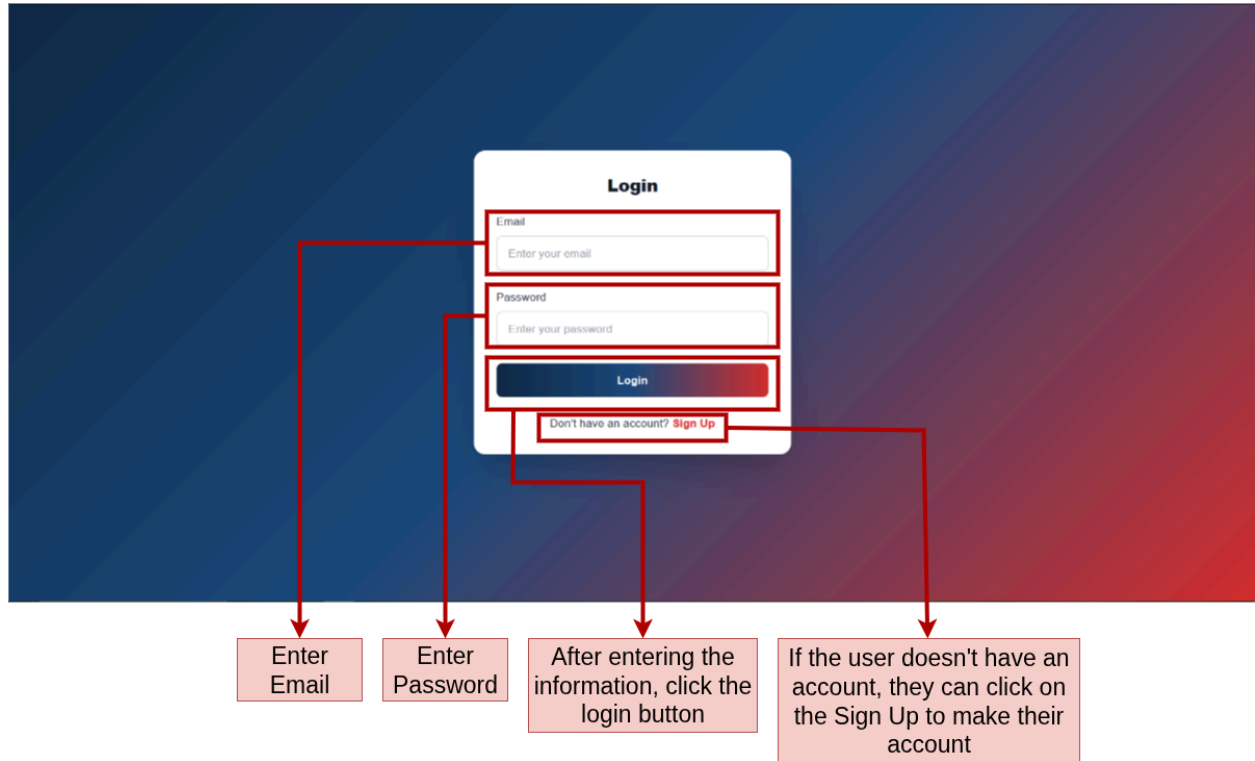 Login
Email
Enter your email
Password
Enter your password
Login
Don't have an account? Sign Up
Enter
Email
Enter
Password
After entering the
information, click the
login button
If the user doesn't have an
account, they can click on
the Sign Up to make their
account